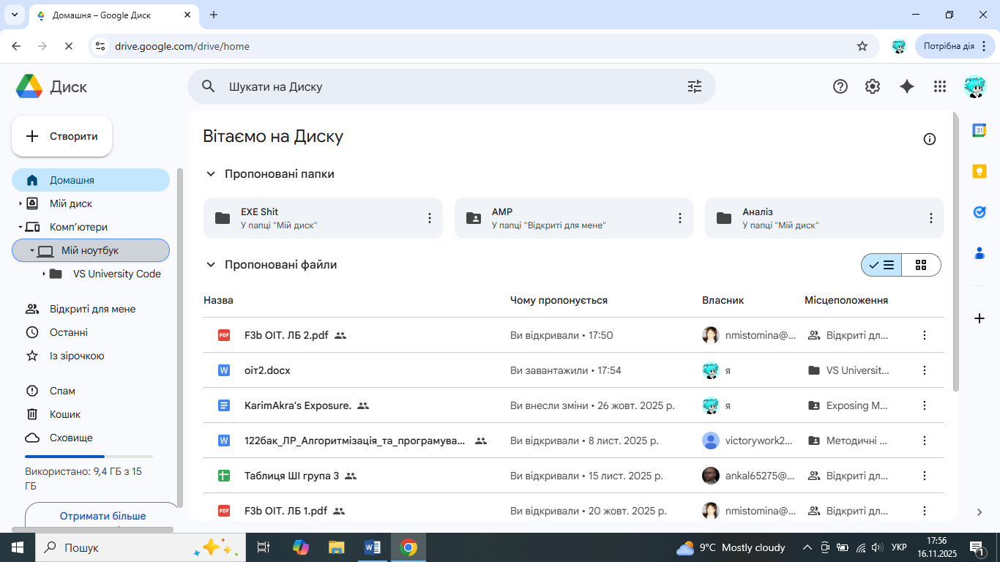 Домашня – Google Диск
drive.google.com/drive/home
Потрібна дія
Диск
Шукати на Диску
Створити
Домашня
Мій диск
Комп’ютери
Мій ноутбук
VS University Code
Відкриті для мене
Останні
Із зірочкою
Спам
Кошик
Сховище
Використано: 9,4 ГБ з 15
ГБ
Отримати більше
Вітаємо на Диску
Пропоновані папки
EXE Shit
У папці "Мій диск"
AMP
У папці "Відкриті для мене"
Аналіз
У папці "Мій диск"
Пропоновані файли
Назва Чому пропонується Власник Місцеположення
F3b ОІТ. ЛБ 2.pdf Ви відкривали • 17:50 nmistomina@... Відкриті дл...
оіт2.docx Ви завантажили • 17:54 я VS Universit...
KarimAkra's Exposure. Ви внесли зміни • 26 жовт. 2025 р. я Exposing M...
122бак_ЛР_Алгоритмізація_та_програмува... Ви відкривали • 8 лист. 2025 р. victorywork2... Методичні ...
Таблиця ШІ група 3 Ви відкривали • 15 лист. 2025 р. ankal65275@... Відкриті дл...
F3b ОІТ. ЛБ 1.pdf Ви відкривали • 20 жовт. 2025 р. nmistomina@... Відкриті дл...
31
Пошук
9°C Mostly cloudy
УКР
17:56
16.11.2025
1